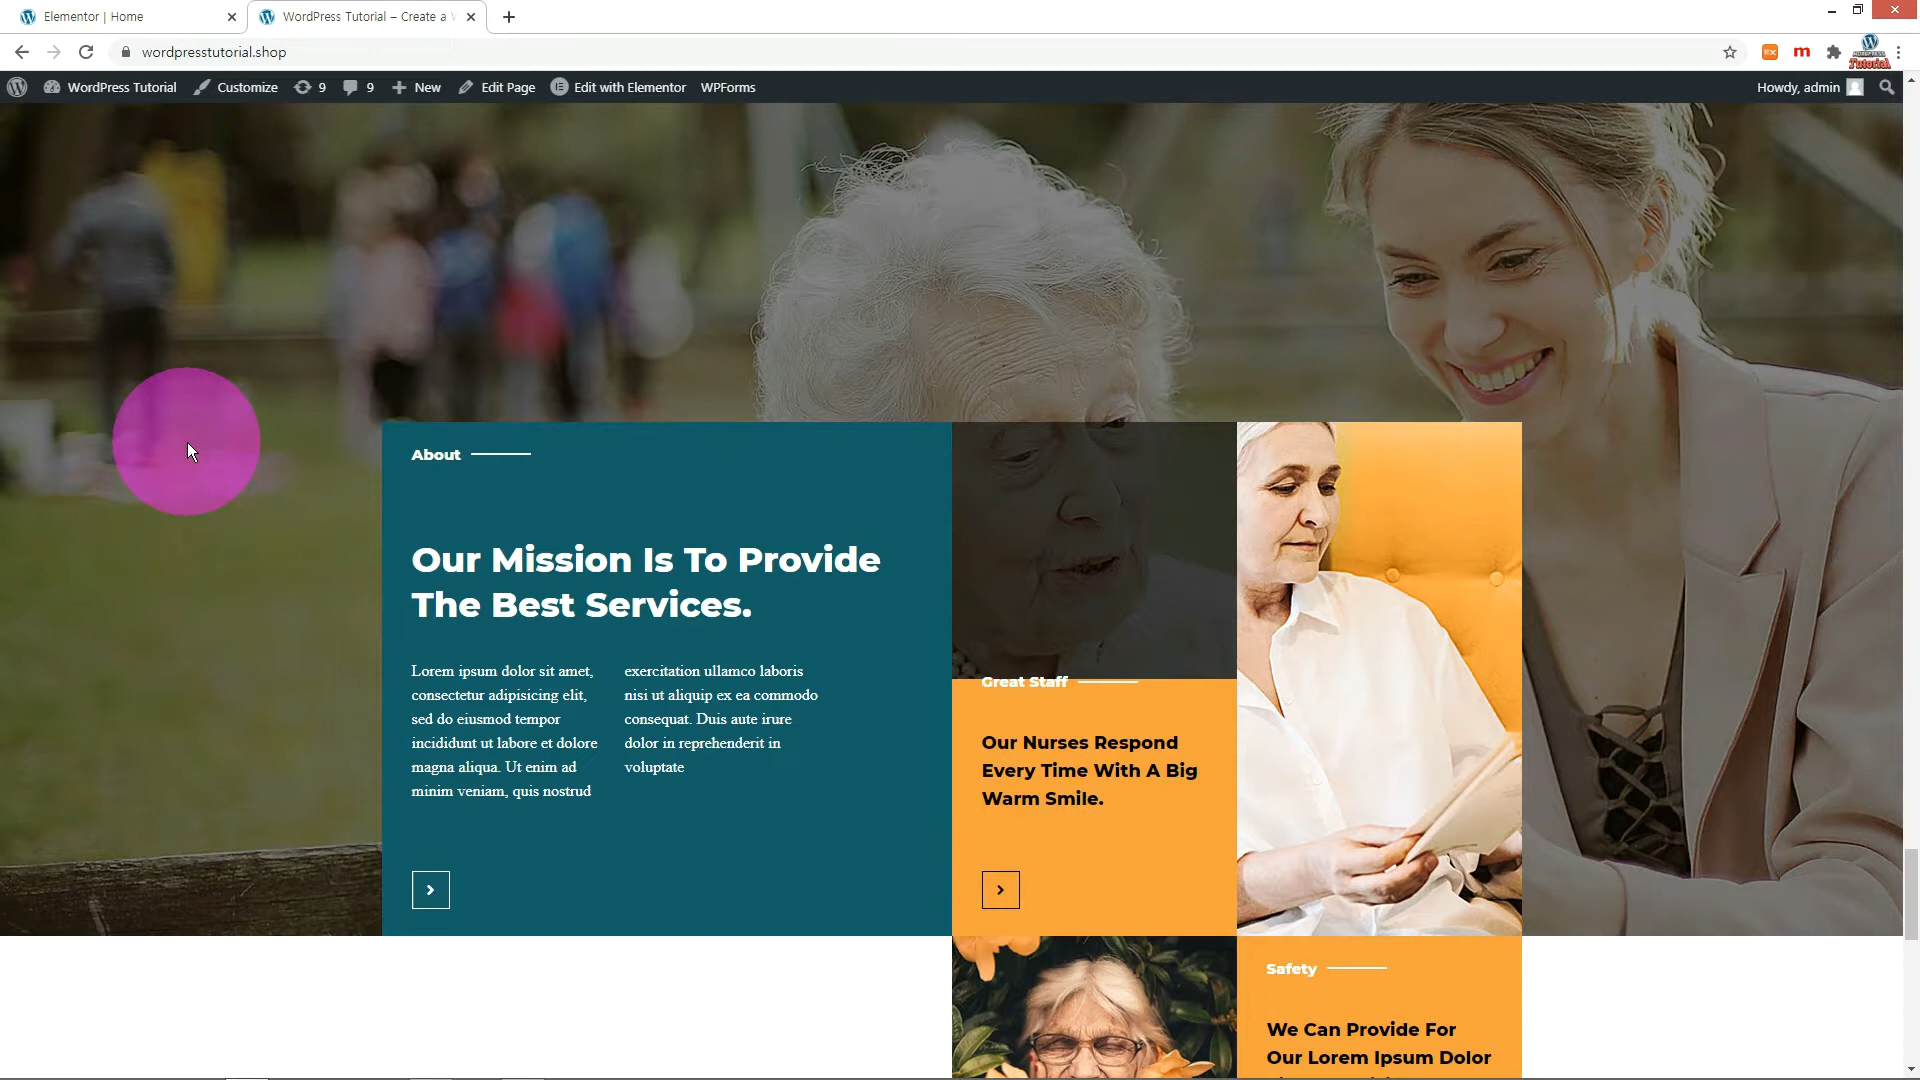 Elementor | Home
WordPress Tutorial – Create a
wordpresstutorial.shop
EX
m
WORDPRESS
Tutorial
WordPress Tutorial
Customize
9
9
New
Edit Page
Edit with Elementor
WPForms
Howdy, admin
About
Our Mission Is To Provide
The Best Services.
Lorem ipsum dolor sit amet,
consectetur adipisicing elit,
sed do eiusmod tempor
incididunt ut labore et dolore
magna aliqua. Ut enim ad
minim veniam, quis nostrud
exercitation ullamco laboris
nisi ut aliquip ex ea commodo
consequat. Duis aute irure
dolor in reprehenderit in
voluptate
Great Staff
Our Nurses Respond
Every Time With A Big
Warm Smile.
Safety
We Can Provide For
Our Lorem Ipsum Dolor